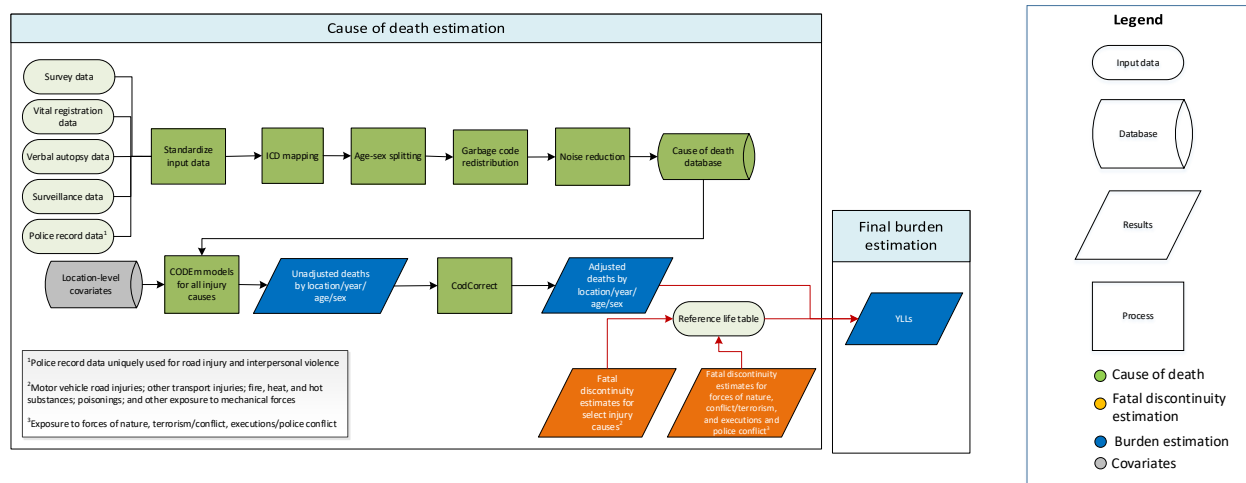 Cause of death estimation
Survey data
Vital registration
data
Verbal autopsy data
Surveillance data
Police record data¹
Standardize
input data
ICD mapping
Age-sex splitting
Garbage code
redistribution
Noise reduction
Cause of death
database
Location-level
covariates
CODEm models
for all injury
causes
Unadjusted deaths
by location/year/
age/sex
CodCorrect
Adjusted
deaths by
location/year/
age/sex
Reference life table
Fatal
discontinuity
estimates for
select injury
causes²
Fatal discontinuity
estimates for
forces of nature,
conflict/terrorism,
and executions and
police conflict³
¹Police record data uniquely used for road injury and interpersonal violence
²Motor vehicle road injuries; other transport injuries; fire, heat, and hot
substances; poisonings; and other exposure to mechanical forces
³Exposure to forces of nature, terrorism/conflict, executions/police conflict
Final burden
estimation
YLLs
Legend
Input data
Database
Results
Process
Cause of death
Fatal discontinuity
estimation
Burden estimation
Covariates